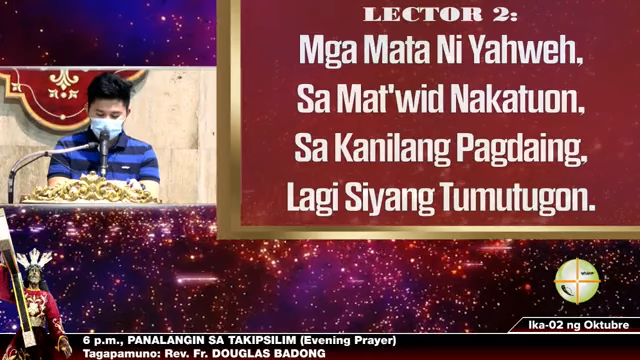 LECTOR 2:
Mga Mata Ni Yahweh,
Sa Mat'wid Nakatuon,
Sa Kanilang Pagdaing,
Lagi Siyang Tumutugon.
Ika-02 ng Oktubre
6 p.m., PANALANGIN SA TAKIPSILIM (Evening Prayer)
Tagapamuno: Rev. Fr. DOUGLAS BADONG